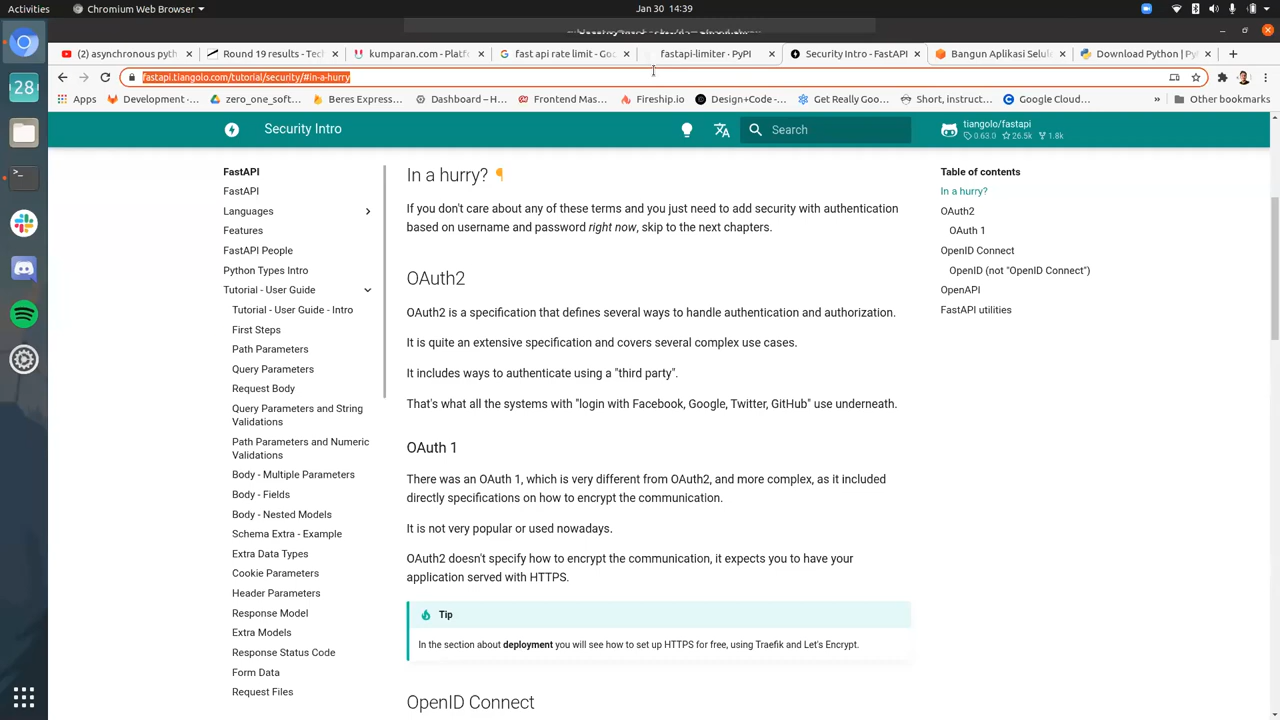 Activities
Chromium Web Browser
Jan 30 14:39
(2) asynchronous pyth
Round 19 results - Tech
kumparan.com - Platfo
fast api rate limit - Goo
fastapi-limiter · PyPI
Security Intro - FastAPI
Bangun Aplikasi Selule
Download Python | Py
fastapi.tiangolo.com/tutorial/security/#in-a-hurry
Apps
Development -...
zero_one_soft...
Beres Express...
Dashboard – H...
Frontend Mas...
Fireship.io
Design+Code -...
Get Really Goo...
Short, instruct...
Google Cloud...
»
Other bookmarks
Security Intro
Search
tiangolo/fastapi
0.63.0 26.5k 1.8k
28
FastAPI
FastAPI
Languages
Features
FastAPI People
Python Types Intro
Tutorial - User Guide
Tutorial - User Guide - Intro
First Steps
Path Parameters
Query Parameters
Request Body
Query Parameters and String
Validations
Path Parameters and Numeric
Validations
Body - Multiple Parameters
Body - Fields
Body - Nested Models
Schema Extra - Example
Extra Data Types
Cookie Parameters
Header Parameters
Response Model
Extra Models
Response Status Code
Form Data
Request Files
In a hurry? ¶
If you don't care about any of these terms and you just need to add security with authentication
based on username and password right now, skip to the next chapters.
OAuth2
OAuth2 is a specification that defines several ways to handle authentication and authorization.
It is quite an extensive specification and covers several complex use cases.
It includes ways to authenticate using a "third party".
That's what all the systems with "login with Facebook, Google, Twitter, GitHub" use underneath.
OAuth 1
There was an OAuth 1, which is very different from OAuth2, and more complex, as it included
directly specifications on how to encrypt the communication.
It is not very popular or used nowadays.
OAuth2 doesn't specify how to encrypt the communication, it expects you to have your
application served with HTTPS.
Tip
In the section about deployment you will see how to set up HTTPS for free, using Traefik and Let's Encrypt.
OpenID Connect
Table of contents
In a hurry?
OAuth2
OAuth 1
OpenID Connect
OpenID (not "OpenID Connect")
OpenAPI
FastAPI utilities